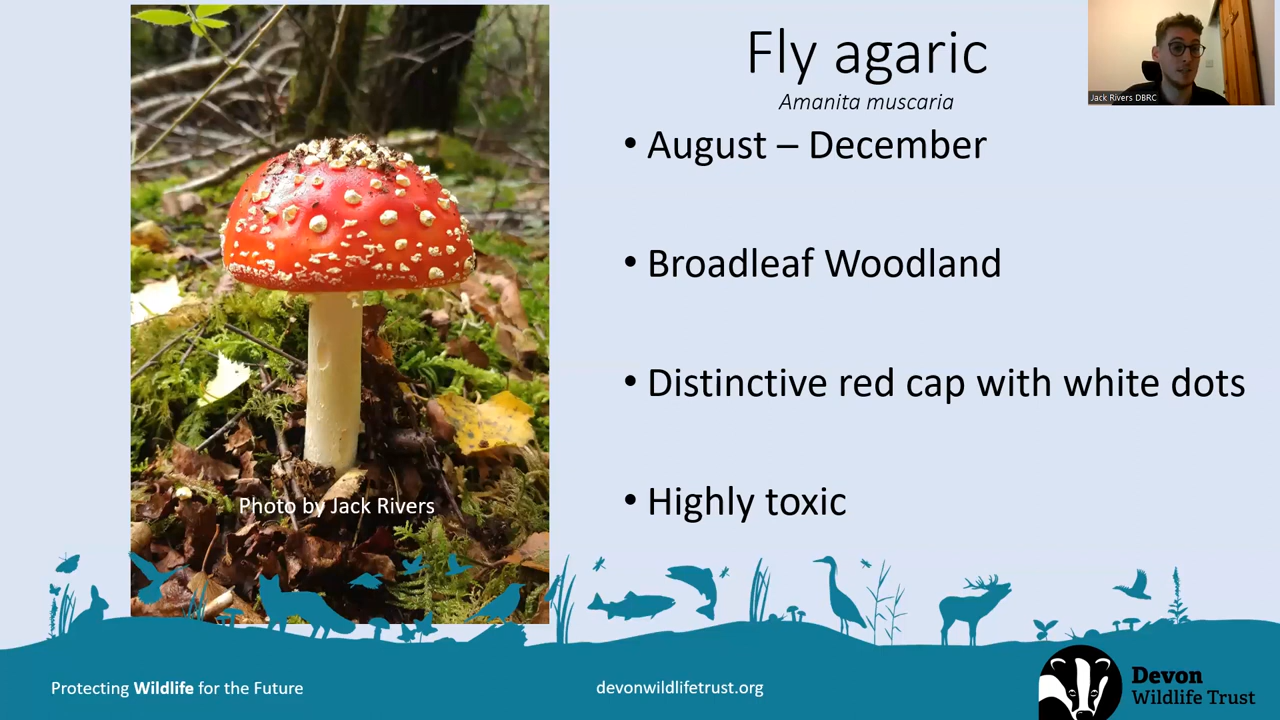 Fly agaric
Amanita muscaria
Jack Rivers DBRC
• August – December
• Broadleaf Woodland
• Distinctive red cap with white dots
• Highly toxic
Photo by Jack Rivers
Protecting Wildlife for the Future
devonwildlifetrust.org
Devon
Wildlife Trust